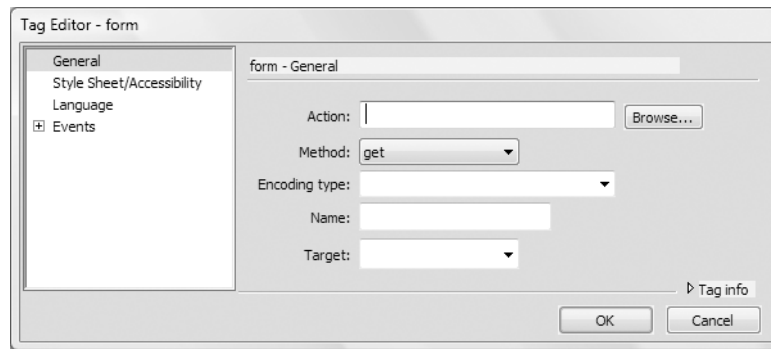 Tag Editor - form
General
Style Sheet/Accessibility
Language
Events
form - General
Action:
Browse...
Method: get
Encoding type:
Name:
Target:
Tag info
OK
Cancel